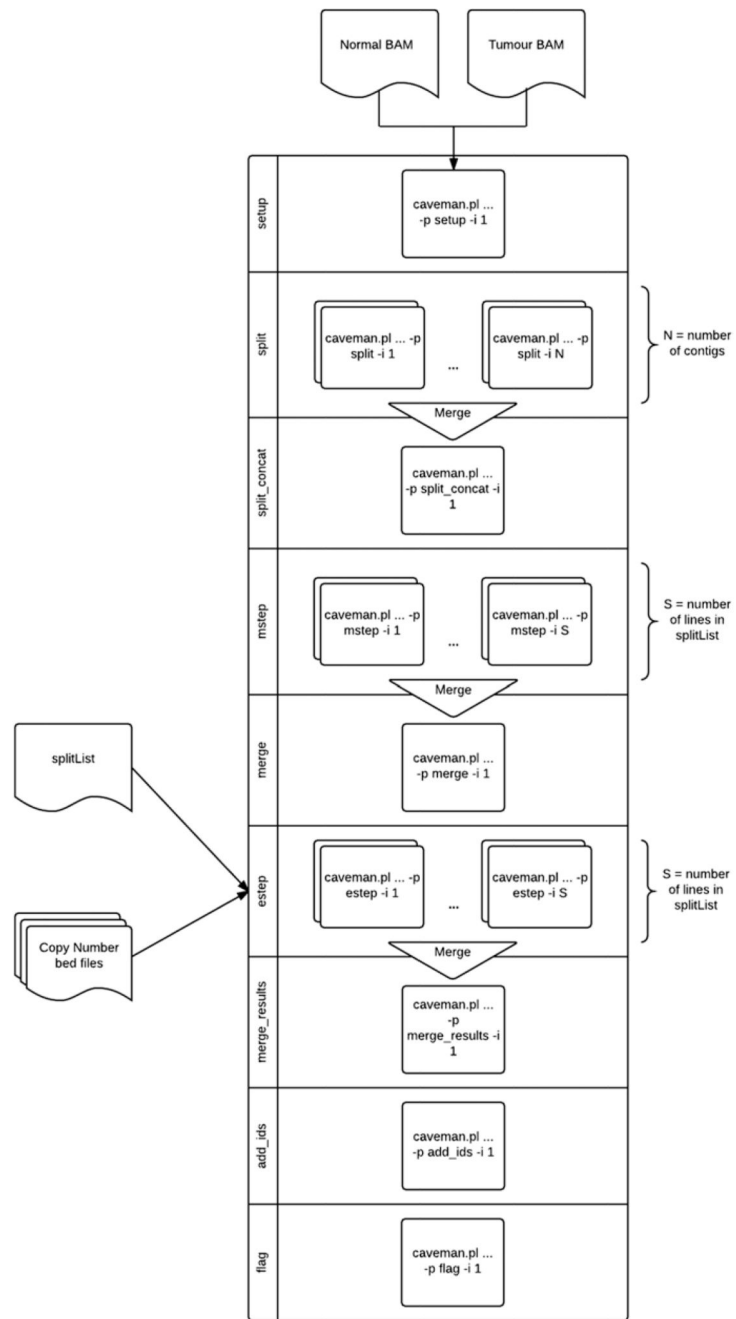 Normal BAM
Tumour BAM
setup
caveman.pl ...
-p setup -i 1
split
caveman.pl ... -p
split -i 1
...
caveman.pl ... -p
split -i N
N = number
of contigs
Merge
split_concat
caveman.pl ...
-p split_concat -i
1
mstep
caveman.pl ... -p
mstep -i 1
...
caveman.pl ... -p
mstep -i S
S = number
of lines in
splitList
Merge
merge
caveman.pl ...
-p merge -i 1
splitList
Copy Number
bed files
estep
caveman.pl ... -p
estep -i 1
...
caveman.pl ... -p
estep -i S
S = number
of lines in
splitList
Merge
merge_results
caveman.pl ...
-p
merge_results -i
1
add_ids
caveman.pl ...
-p add_ids -i 1
flag
caveman.pl ...
-p flag -i 1